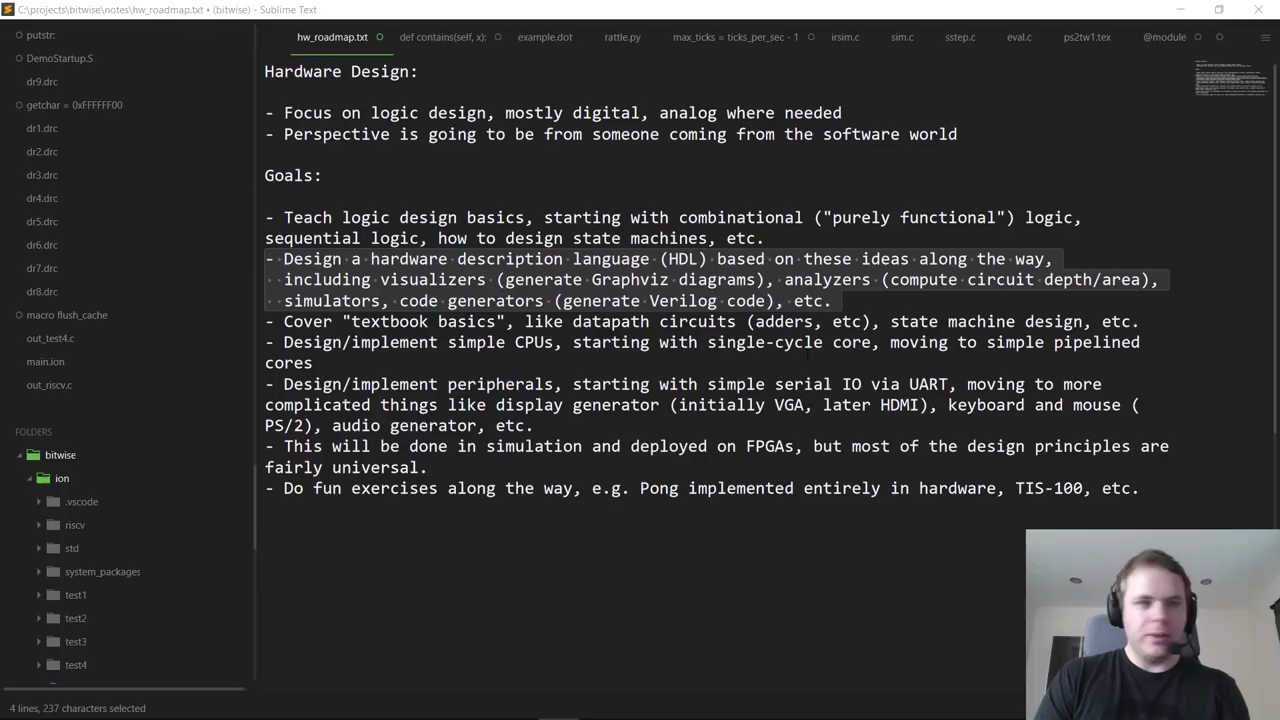 C:\projects\bitwise\notes\hw_roadmap.txt • (bitwise) - Sublime Text
hw_roadmap.txt
def contains(self, x):
example.dot
rattle.py
max_ticks = ticks_per_sec - 1
irsim.c
sim.c
sstep.c
eval.c
ps2tw1.tex
@module
putstr:
DemoStartup.S
dr9.drc
getchar = 0xFFFFFF00
dr1.drc
dr2.drc
dr3.drc
dr4.drc
dr5.drc
dr6.drc
dr7.drc
dr8.drc
macro flush_cache
out_test4.c
main.ion
out_riscv.c
FOLDERS
bitwise
ion
.vscode
riscv
std
system_packages
test1
test2
test3
test4
Hardware Design:
- Focus on logic design, mostly digital, analog where needed
- Perspective is going to be from someone coming from the software world
Goals:
- Teach logic design basics, starting with combinational ("purely functional") logic,
sequential logic, how to design state machines, etc.
- Design a hardware description language (HDL) based on these ideas along the way,
including visualizers (generate Graphviz diagrams), analyzers (compute circuit depth/area),
simulators, code generators (generate Verilog code), etc.
- Cover "textbook basics", like datapath circuits (adders, etc), state machine design, etc.
- Design/implement simple CPUs, starting with single-cycle core, moving to simple pipelined
cores
- Design/implement peripherals, starting with simple serial IO via UART, moving to more
complicated things like display generator (initially VGA, later HDMI), keyboard and mouse (
PS/2), audio generator, etc.
- This will be done in simulation and deployed on FPGAs, but most of the design principles are
fairly universal.
- Do fun exercises along the way, e.g. Pong implemented entirely in hardware, TIS-100, etc.
4 lines, 237 characters selected